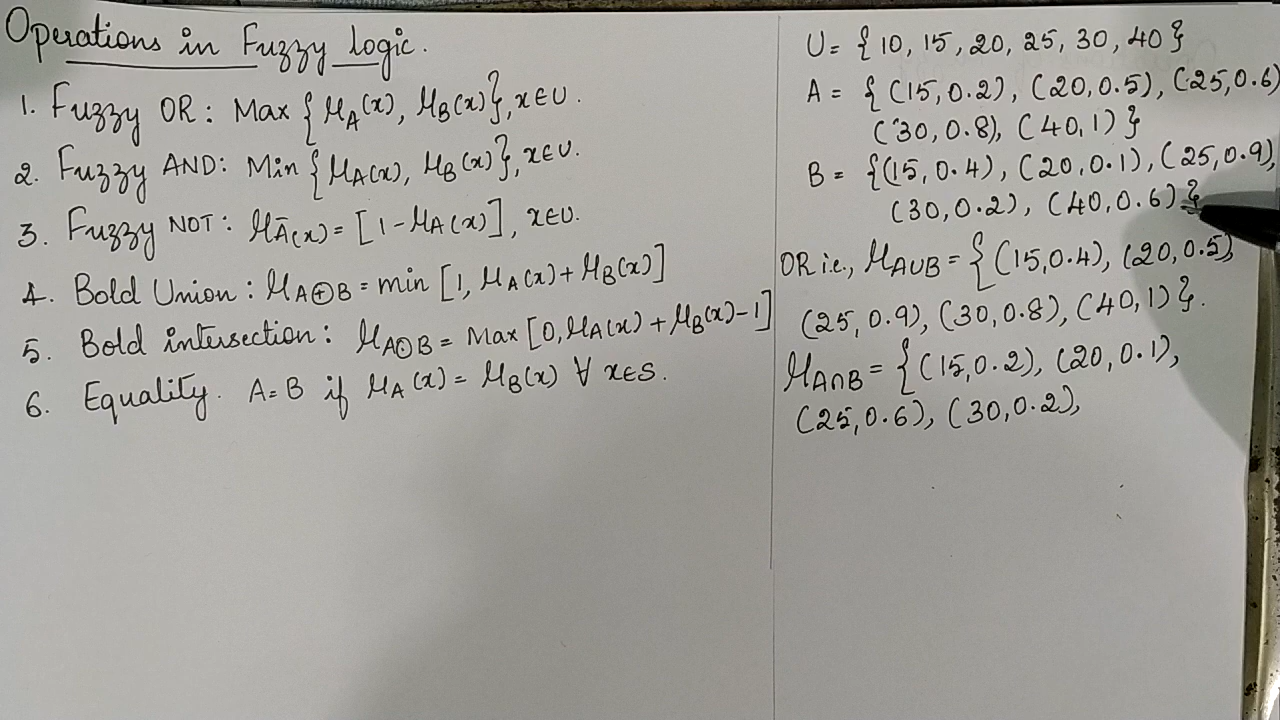 Operations in Fuzzy logic.
1. Fuzzy OR: Max {μA(x), μB(x)}, x∈U.
2. Fuzzy AND: Min {μA(x), μB(x)}, x∈U.
3. Fuzzy NOT: μĀ(x) = [1-μA(x)], x∈U.
4. Bold Union: μA⊕B = min [1, μA(x) + μB(x)]
5. Bold intersection: μA⊙B = Max [0, μA(x) + μB(x) - 1]
6. Equality. A=B if μA(x) = μB(x) ∀ x∈S.
U = {10, 15, 20, 25, 30, 40}
A = {(15, 0.2), (20, 0.5), (25, 0.6)
(30, 0.8), (40, 1)}
B = {(15, 0.4), (20, 0.1), (25, 0.9),
(30, 0.2), (40, 0.6)}
OR i.e., μA∪B = {(15, 0.4), (20, 0.5),
(25, 0.9), (30, 0.8), (40, 1)}.
μA∩B = {(15, 0.2), (20, 0.1),
(25, 0.6), (30, 0.2),